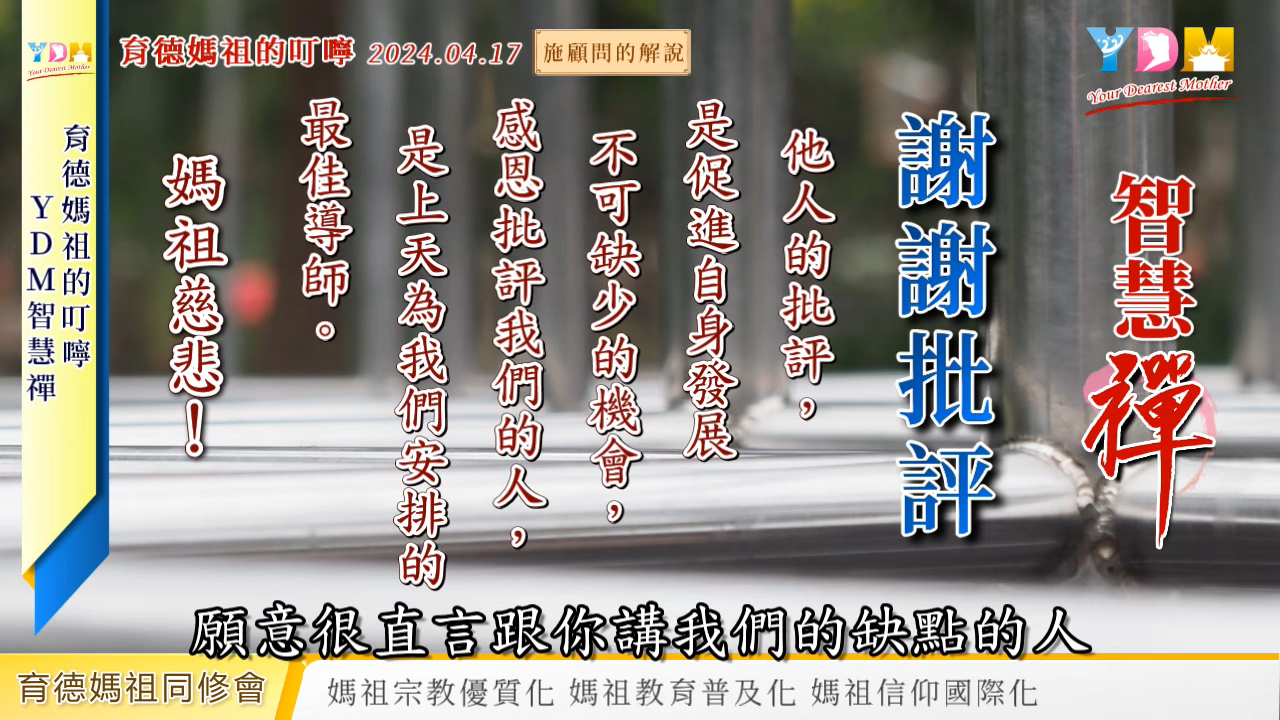 育德媽祖的叮嚀 2024.04.17 施顧問的解說
YDM
Your Dearest Mother
智慧禪
謝謝批評
他人的批評，
是促進自身發展
不可缺少的機會，
感恩批評我們的人，
是上天為我們安排的
最佳導師。
媽祖慈悲！
YDM
Your Dearest Mother
育德媽祖的叮嚀
YDM智慧禪
願意很直言跟你講我們的缺點的人
育德媽祖同修會
媽祖宗教優質化 媽祖教育普及化 媽祖信仰國際化